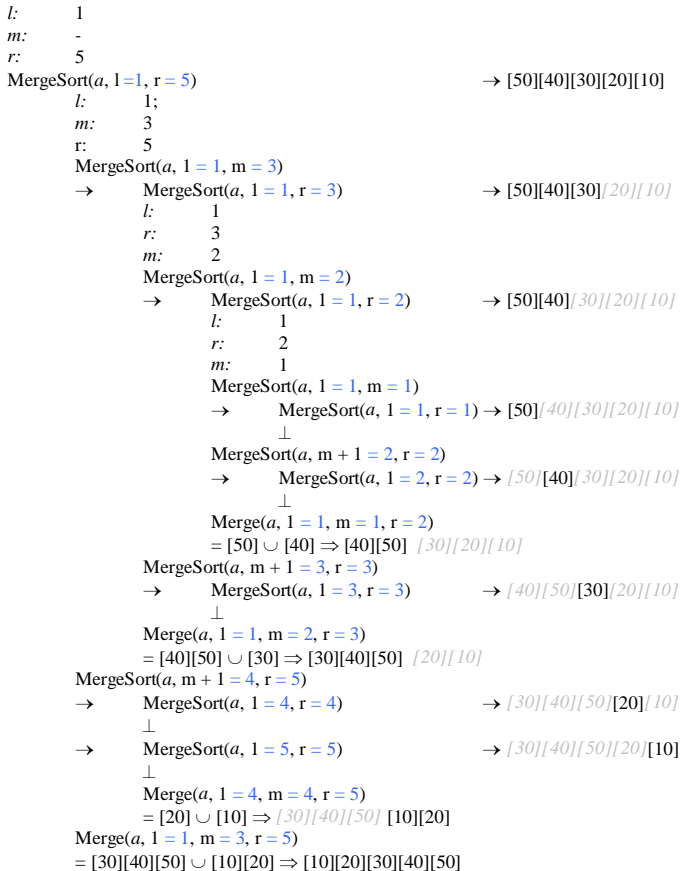 l: 1
m: -
r: 5
MergeSort(a, l =1, r = 5) → [50][40][30][20][10]
l: 1;
m: 3
r: 5
MergeSort(a, l = 1, m = 3)
→ MergeSort(a, l = 1, r = 3) → [50][40][30][20][10]
l: 1
r: 3
m: 2
MergeSort(a, l = 1, m = 2)
→ MergeSort(a, l = 1, r = 2) → [50][40][30][20][10]
l: 1
r: 2
m: 1
MergeSort(a, l = 1, m = 1)
→ MergeSort(a, l = 1, r = 1) → [50][40][30][20][10]
⊥
MergeSort(a, m + 1 = 2, r = 2)
→ MergeSort(a, l = 2, r = 2) → [50][40][30][20][10]
⊥
Merge(a, l = 1, m = 1, r = 2)
= [50] ∪ [40] ⇒ [40][50] [30][20][10]
MergeSort(a, m + 1 = 3, r = 3)
→ MergeSort(a, l = 3, r = 3) → [40][50][30][20][10]
⊥
Merge(a, l = 1, m = 2, r = 3)
= [40][50] ∪ [30] ⇒ [30][40][50] [20][10]
MergeSort(a, m + 1 = 4, r = 5)
→ MergeSort(a, l = 4, r = 4) → [30][40][50][20][10]
⊥
→ MergeSort(a, l = 5, r = 5) → [30][40][50][20][10]
⊥
Merge(a, l = 4, m = 4, r = 5)
= [20] ∪ [10] ⇒ [30][40][50] [10][20]
Merge(a, l = 1, m = 3, r = 5)
= [30][40][50] ∪ [10][20] ⇒ [10][20][30][40][50]